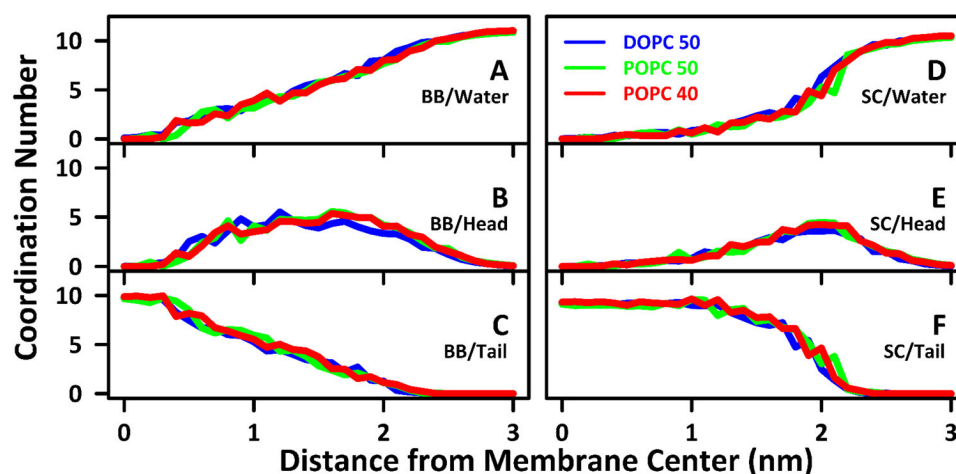 Coordination Number
10
5
0
A
BB/Water
10
5
0
B
BB/Head
10
5
0
C
BB/Tail
0
1
2
3
DOPC 50
POPC 50
POPC 40
D
SC/Water
E
SC/Head
F
SC/Tail
0
1
2
3
Distance from Membrane Center (nm)